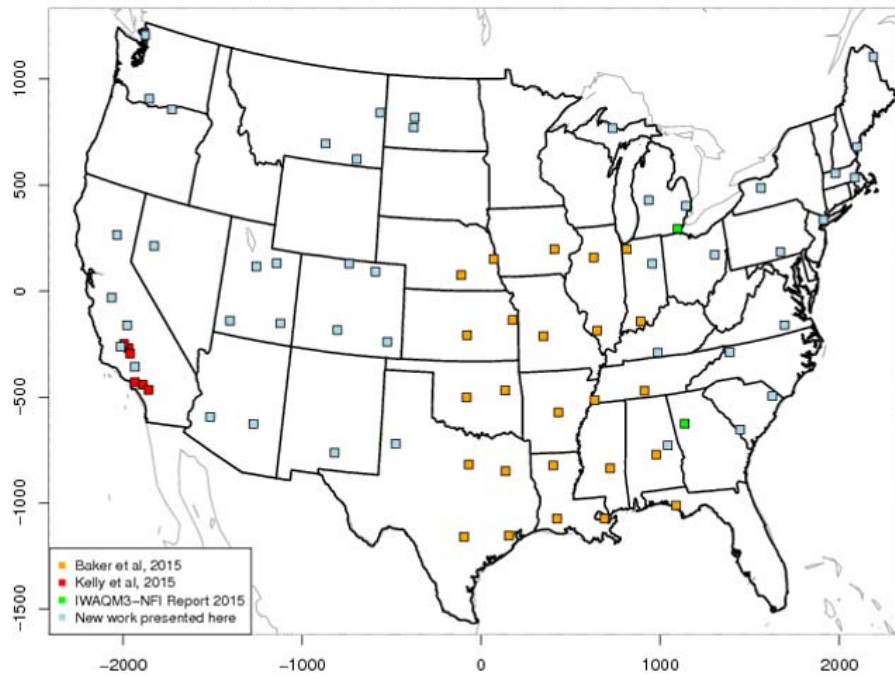 1000
500
0
−500
−1000
−1500
Baker et al, 2015
Kelly et al, 2015
IWAQM3−NFI Report 2015
New work presented here
−2000
−1000
0
1000
2000